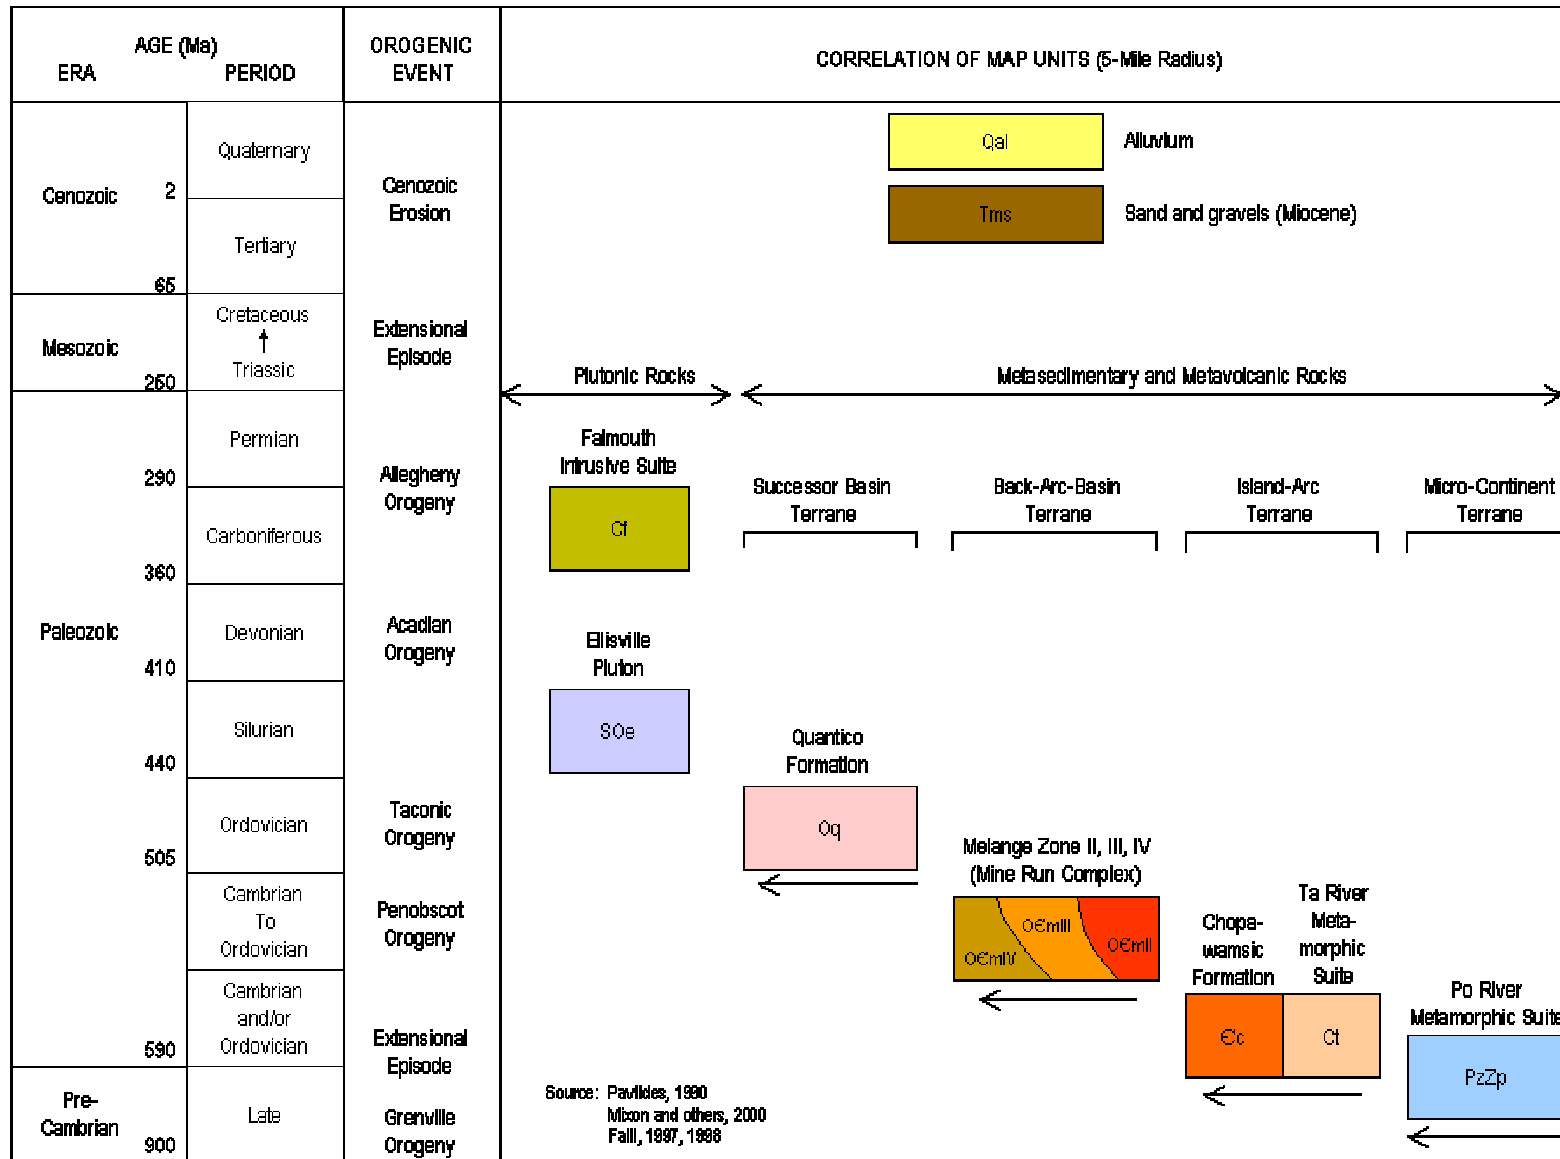 AGE (Ma)
ERA
PERIOD
OROGENIC
EVENT
CORRELATION OF MAP UNITS (5-Mile Radius)
Cenozoic
2
65
Quaternary
Tertiary
Cenozoic
Erosion
Qal
Alluvium
Tms
Sand and gravels (Miocene)
Mesozoic
250
Cretaceous
Triassic
Extensional
Episode
Plutonic Rocks
Metasedimentary and Metavolcanic Rocks
Paleozoic
290
360
410
440
505
590
Permian
Carboniferous
Devonian
Silurian
Ordovician
Cambrian
To
Ordovician
Cambrian
and/or
Ordovician
Allegheny
Orogeny
Acadian
Orogeny
Taconic
Orogeny
Penobscot
Orogeny
Extensional
Episode
Falmouth
Intrusive Suite
Cf
Ellisville
Pluton
SOe
Successor Basin
Terrane
Back-Arc-Basin
Terrane
Island-Arc
Terrane
Micro-Continent
Terrane
Quantico
Formation
Oq
Melange Zone II, III, IV
(Mine Run Complex)
OЄmIV
OЄmIII
OЄmII
Chopa-
wamsic
Formation
Єc
Ta River
Meta-
morphic
Suite
Ct
Po River
Metamorphic Suite
PzZp
Pre-
Cambrian
900
Late
Grenville
Orogeny
Source: Pavlides, 1990
Mixon and others, 2000
Faill, 1997, 1998